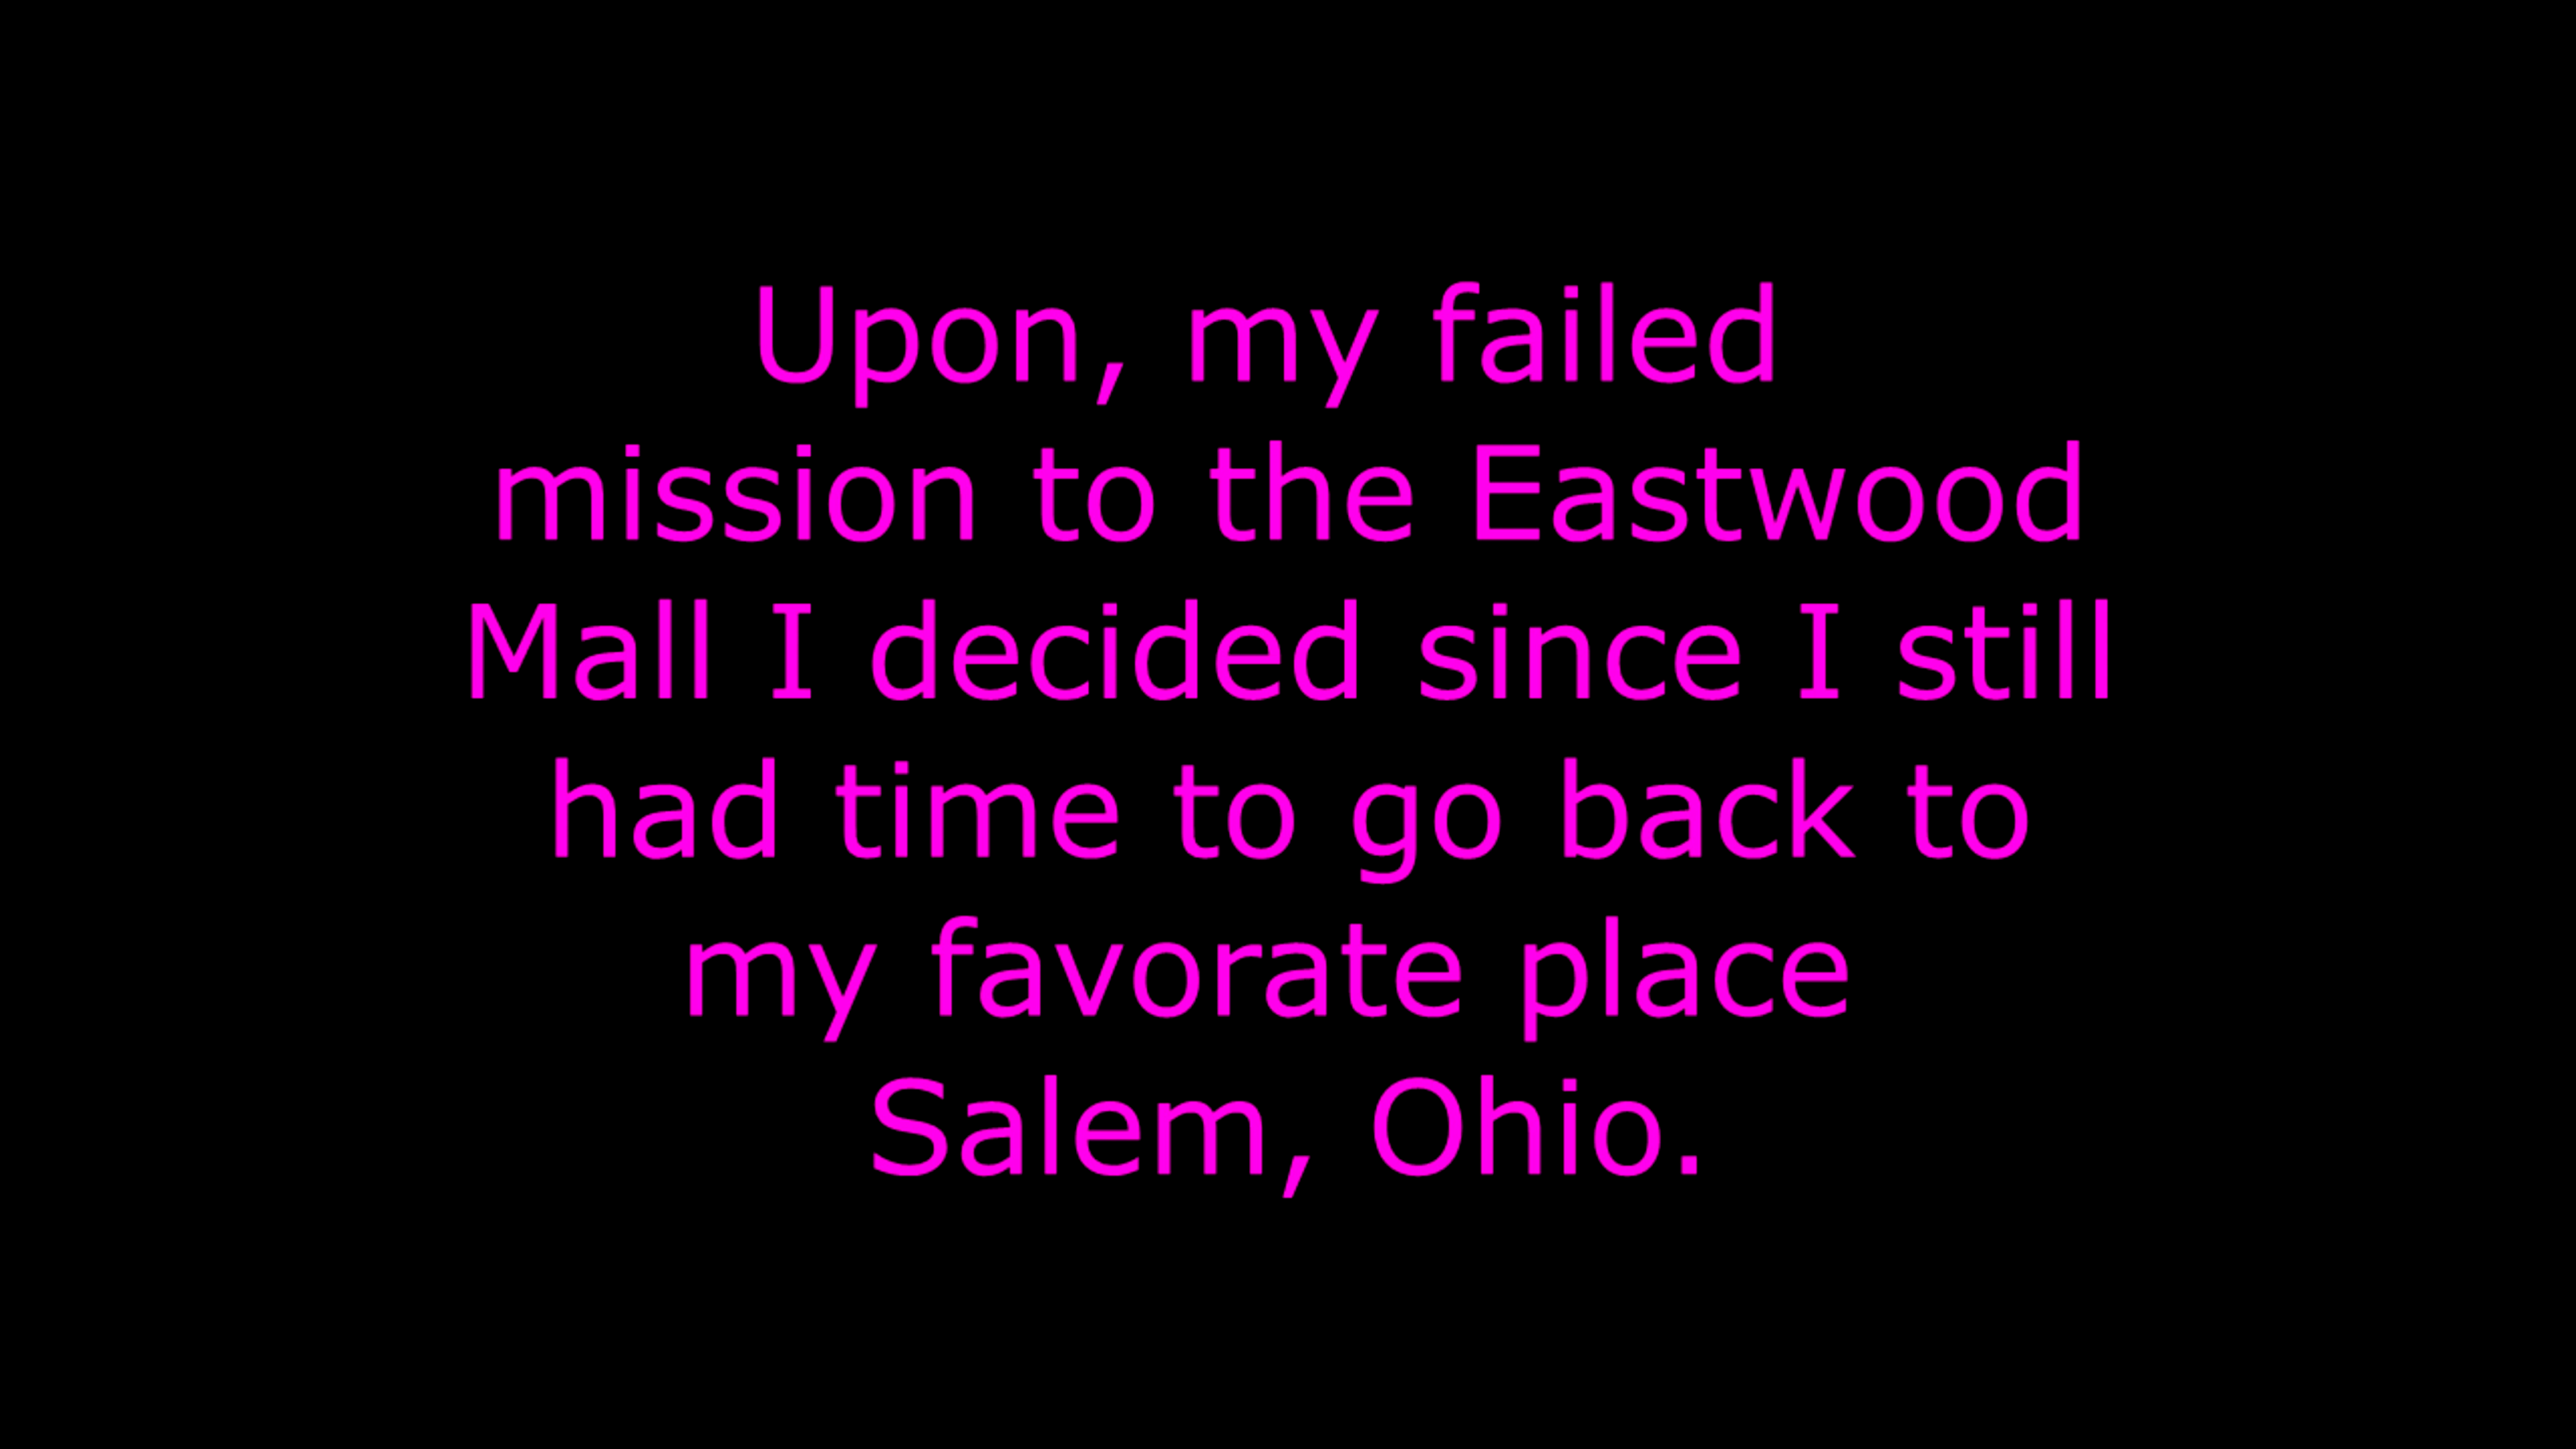 Upon, my failed
mission to the Eastwood
Mall I decided since I still
had time to go back to
my favorate place
Salem, Ohio.